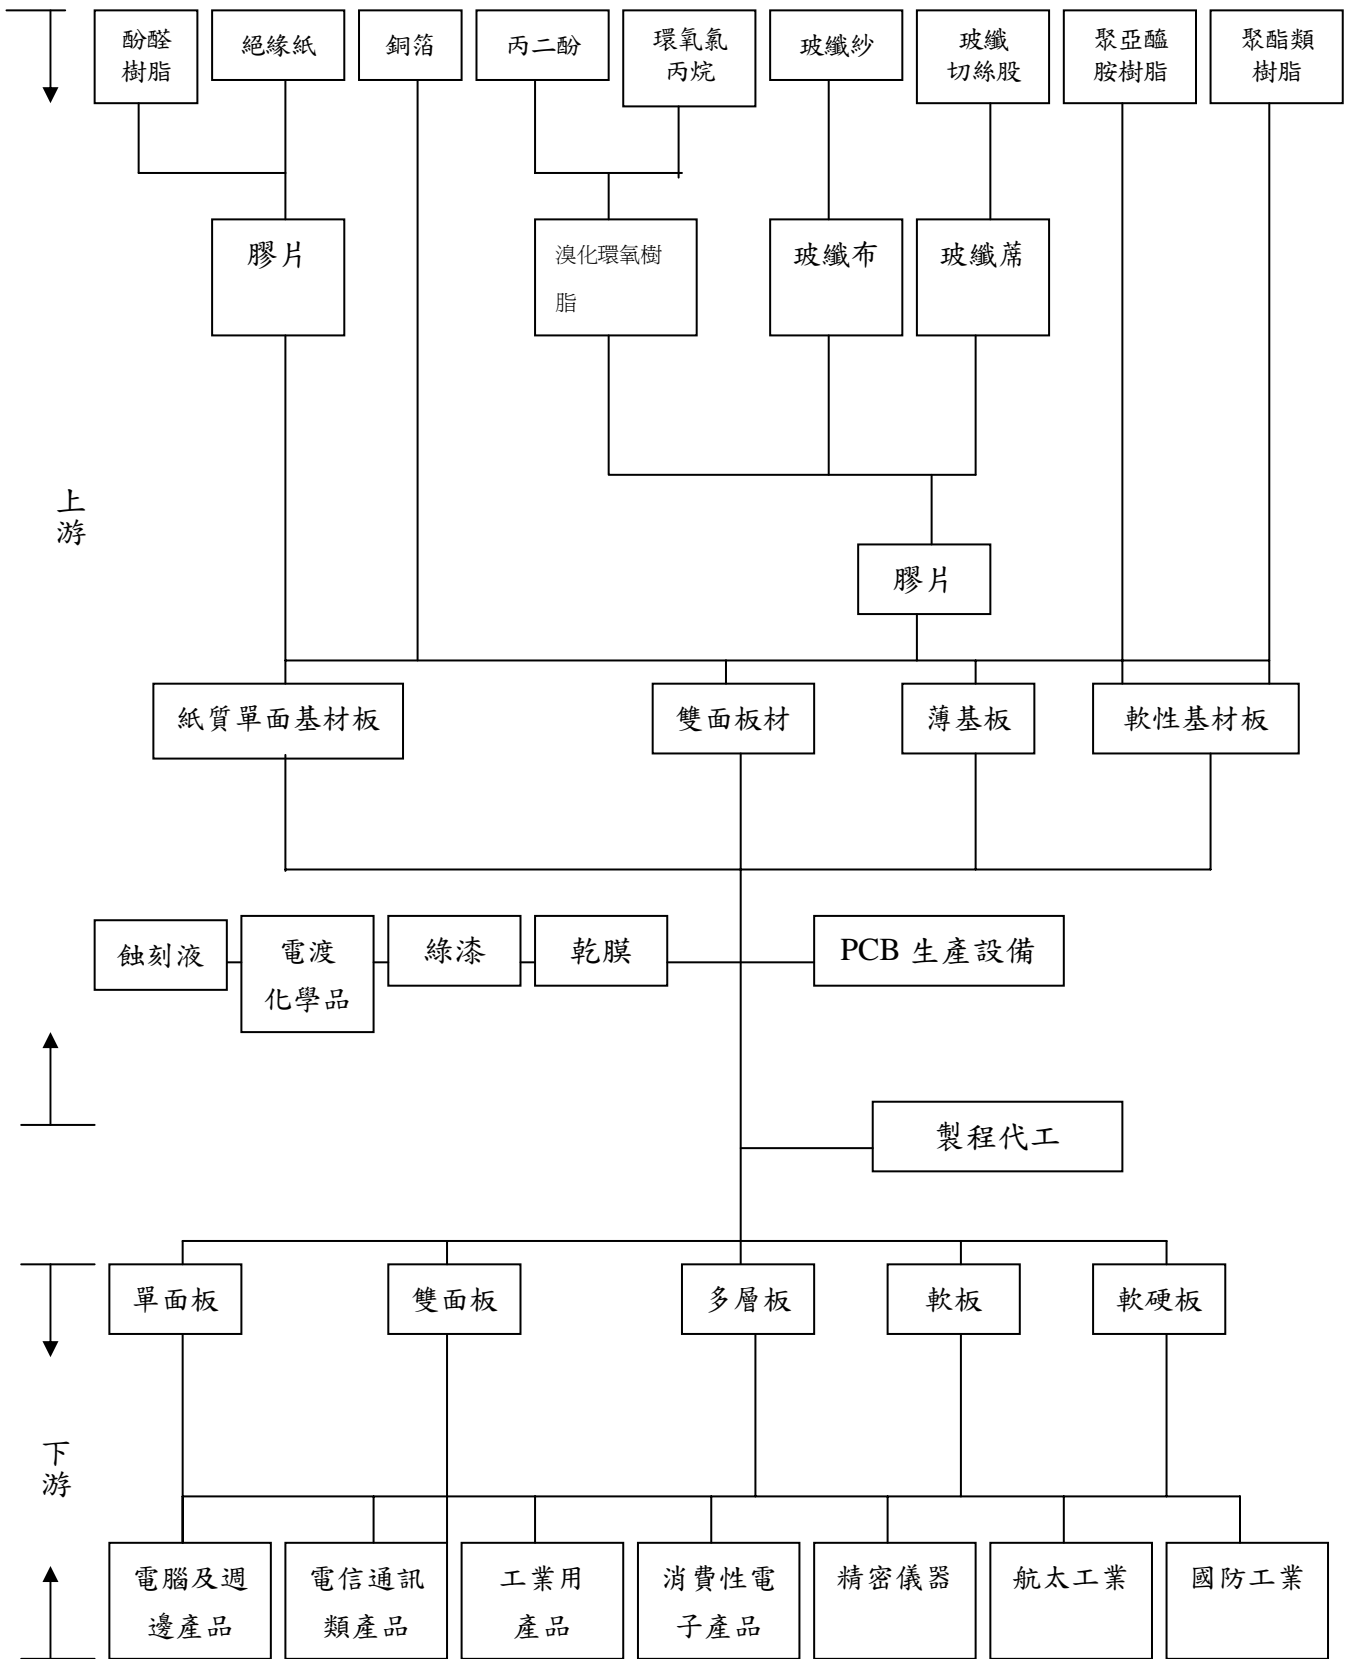 酚醛
樹脂
絕緣紙
銅箔
丙二酚
環氧氯
丙烷
玻纖紗
玻纖
切絲股
聚亞醯
胺樹脂
聚酯類
樹脂
膠片
溴化環氧樹
脂
玻纖布
玻纖蓆
上
游
膠片
紙質單面基材板
雙面板材
薄基板
軟性基材板
蝕刻液
電渡
化學品
綠漆
乾膜
PCB 生產設備
製程代工
單面板
雙面板
多層板
軟板
軟硬板
下
游
電腦及週
邊產品
電信通訊
類產品
工業用
產品
消費性電
子產品
精密儀器
航太工業
國防工業